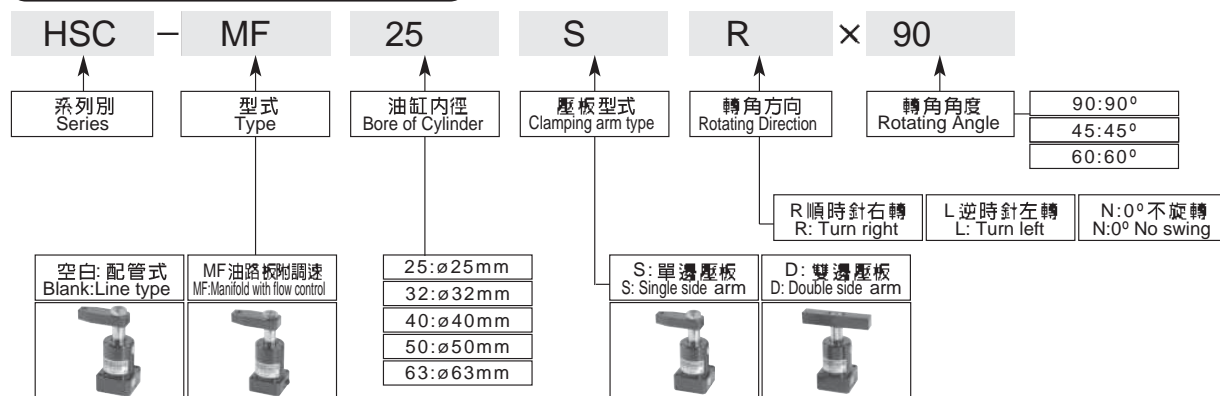 HSC – MF 25 S R × 90
系列別
Series
型式
Type
油缸內徑
Bore of Cylinder
壓板型式
Clamping arm type
轉角方向
Rotating Direction
轉角角度
Rotating Angle
90:90º
45:45º
60:60º
R順時針右轉
R: Turn right
L逆時針左轉
L: Turn left
N:0º不旋轉
N:0º No swing
空白: 配管式
Blank:Line type
MF油路板附調速
MF:Manifold with flow control
25:ø25mm
32:ø32mm
40:ø40mm
50:ø50mm
63:ø63mm
S: 單邊壓板
S: Single side arm
D: 雙邊壓板
D: Double side arm